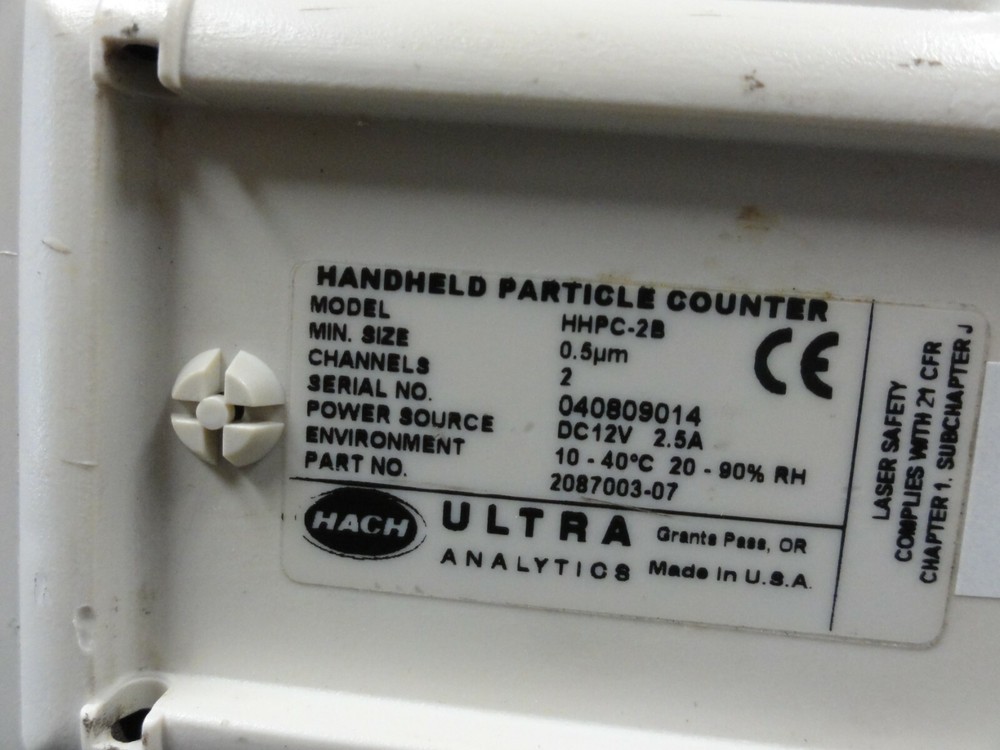 HANDHELD PARTICLE COUNTER
MODEL HHPC-2B
MIN. SIZE 0.5µm
CHANNELS 2
SERIAL NO. 040809014
POWER SOURCE DC12V 2.5A
ENVIRONMENT 10 - 40°C 20 - 90% RH
PART NO. 2087003-07
CE
HACH
ULTRA
ANALYTICS
Grants Pass, OR
Made in U.S.A.
LASER SAFETY
COMPLIES WITH 21 CFR
CHAPTER 1. SUBCHAPTER J